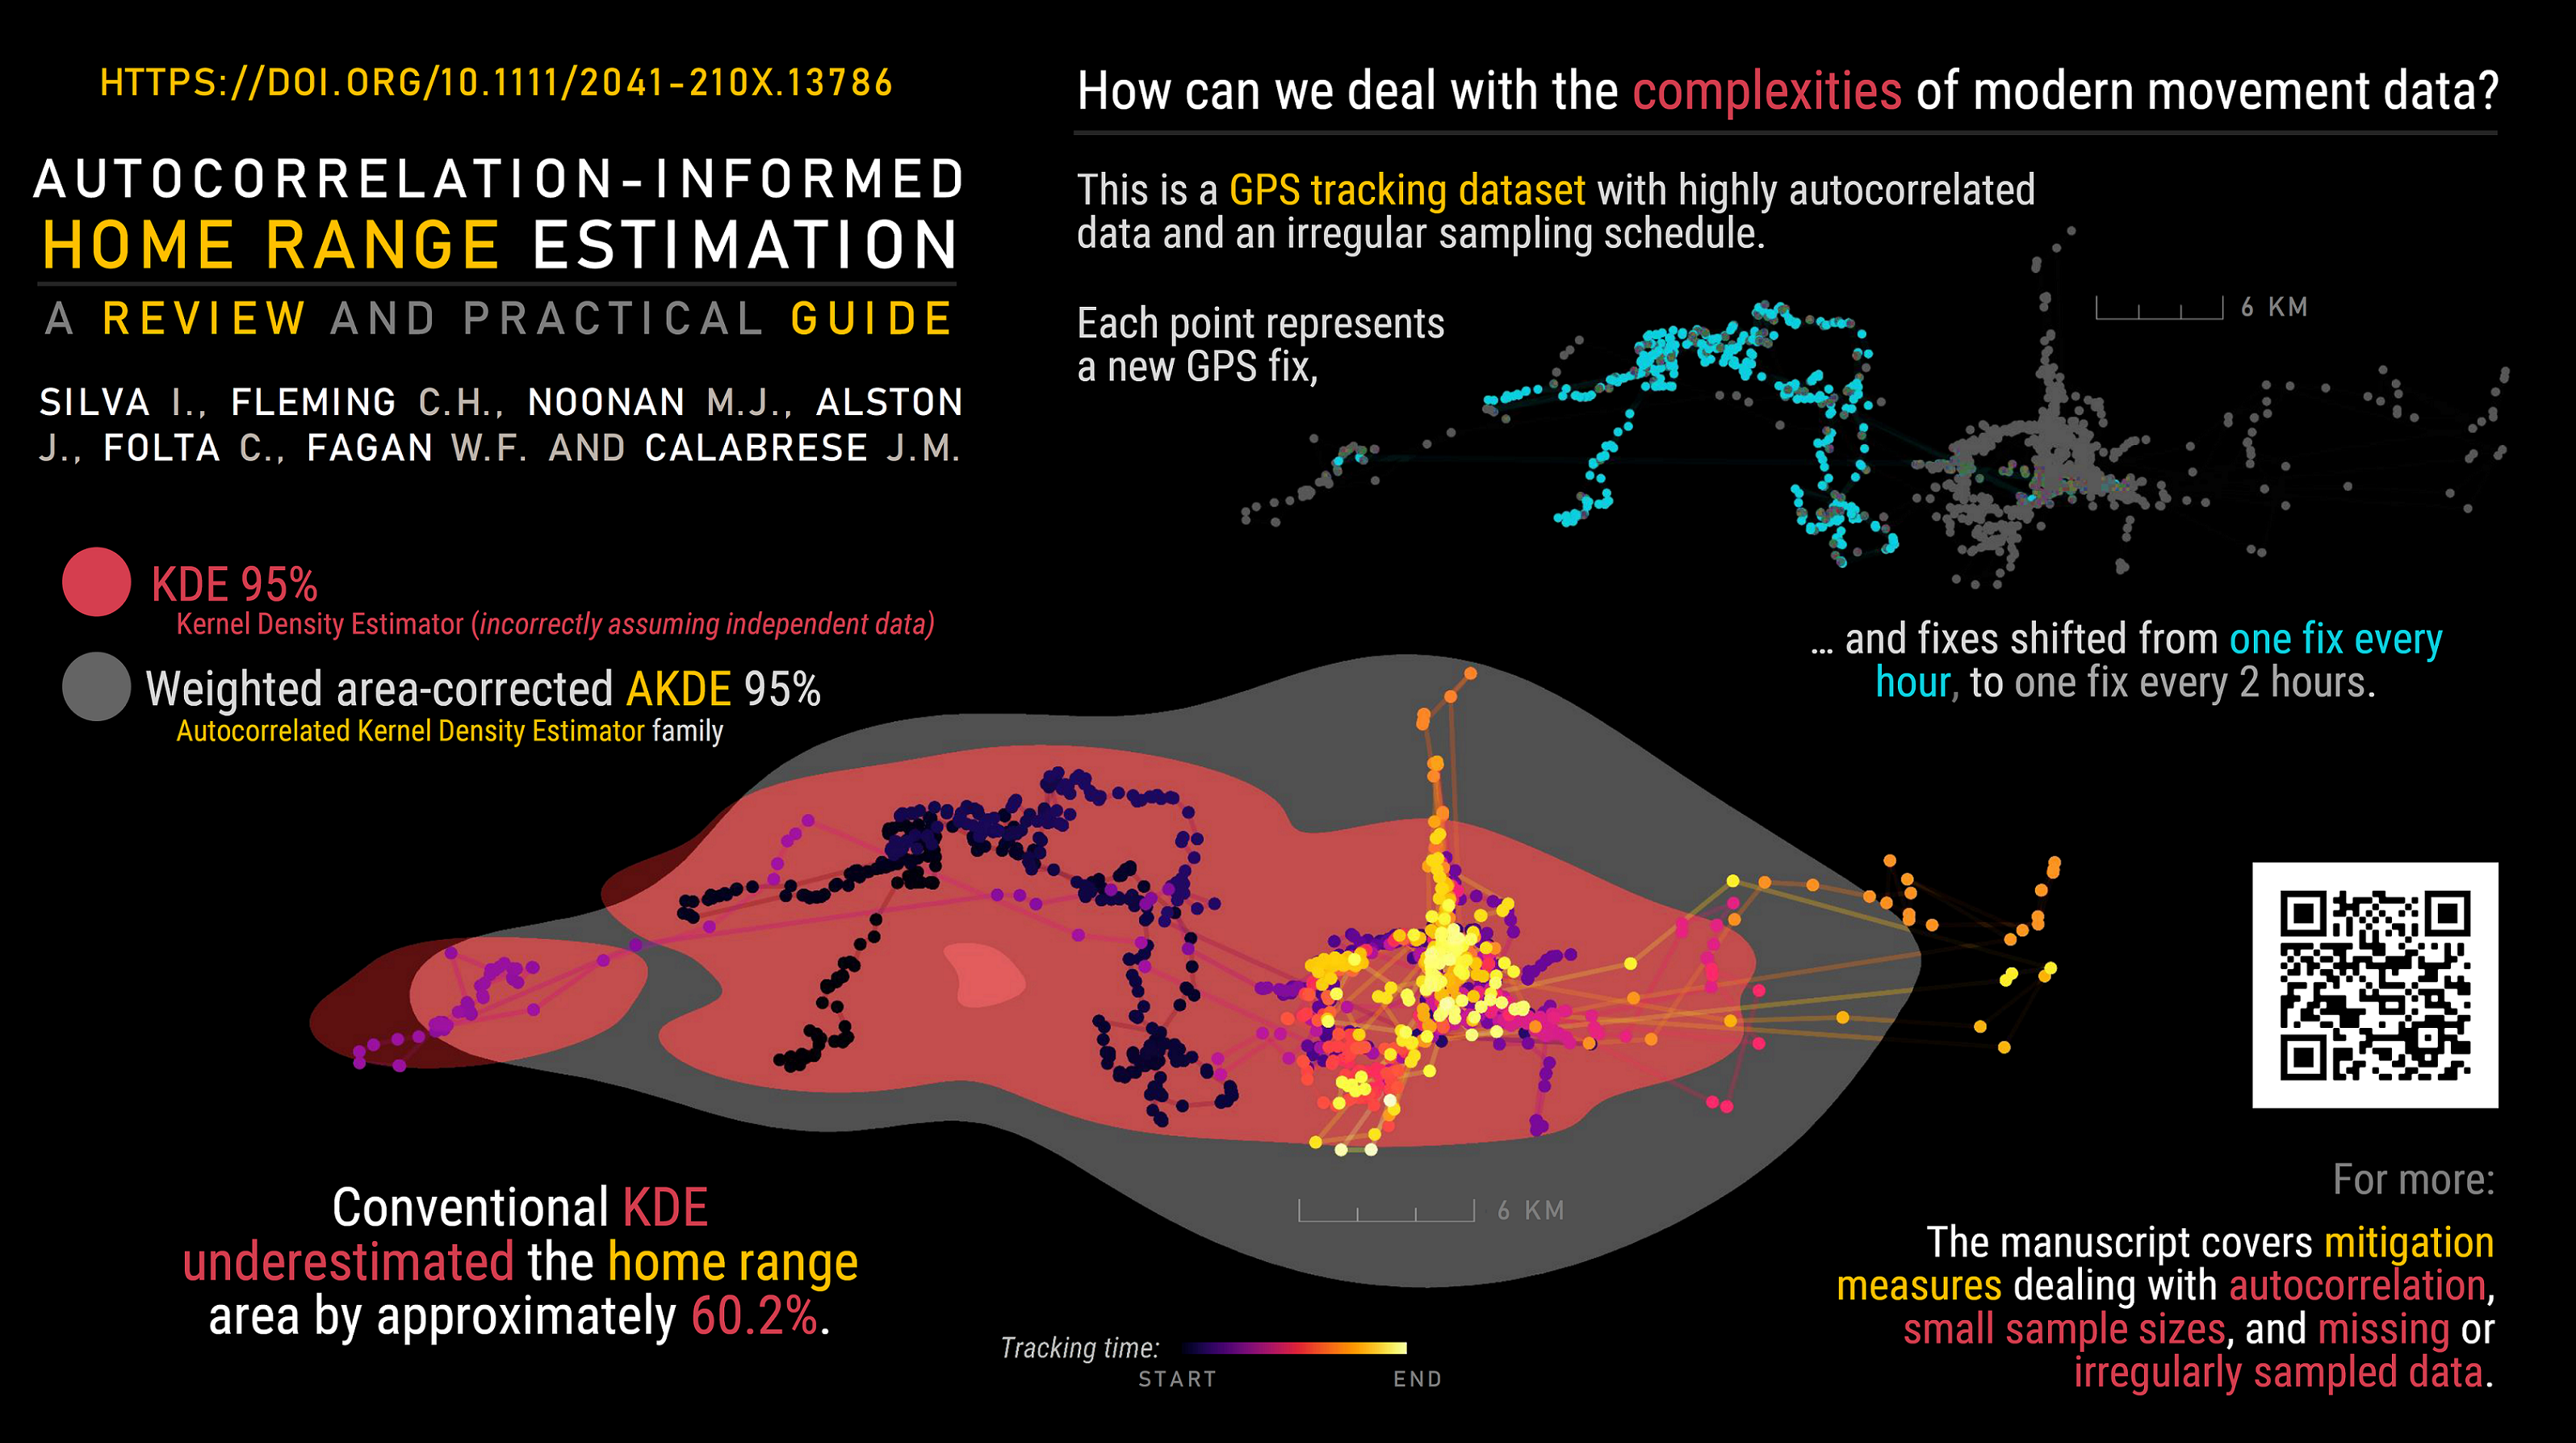 HTTPS://DOI.ORG/10.1111/2041-210X.13786
AUTOCORRELATION-INFORMED
HOME RANGE ESTIMATION
A REVIEW AND PRACTICAL GUIDE
SILVA I., FLEMING C.H., NOONAN M.J., ALSTON
J., FOLTA C., FAGAN W.F. AND CALABRESE J.M.
How can we deal with the complexities of modern movement data?
This is a GPS tracking dataset with highly autocorrelated
data and an irregular sampling schedule.
Each point represents
a new GPS fix,
6 KM
... and fixes shifted from one fix every
hour, to one fix every 2 hours.
KDE 95%
Kernel Density Estimator (incorrectly assuming independent data)
Weighted area-corrected AKDE 95%
Autocorrelated Kernel Density Estimator family
6 KM
Conventional KDE
underestimated the home range
area by approximately 60.2%.
Tracking time:
START END
For more:
The manuscript covers mitigation
measures dealing with autocorrelation,
small sample sizes, and missing or
irregularly sampled data.